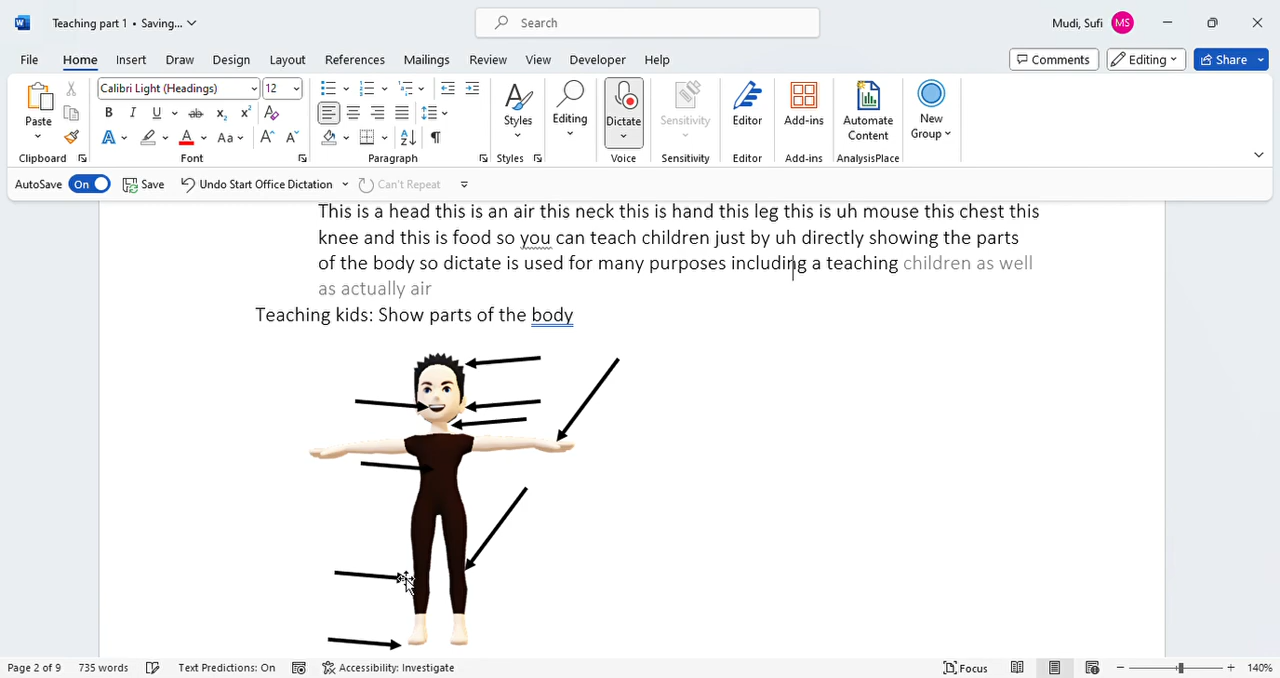 Teaching part 1 • Saving...
Search
Mudi, Sufi MS
File Home Insert Draw Design Layout References Mailings Review View Developer Help
Comments Editing Share
Calibri Light (Headings) 12
Paste
Styles
Editing
Dictate
Sensitivity
Editor
Add-ins
Automate Content
New Group
Clipboard Font Paragraph Styles Voice Sensitivity Editor Add-ins AnalysisPlace
AutoSave On Save Undo Start Office Dictation Can't Repeat
This is a head this is an air this neck this is hand this leg this is uh mouse this chest this
knee and this is food so you can teach children just by uh directly showing the parts
of the body so dictate is used for many purposes including a teaching children as well
as actually air
Teaching kids: Show parts of the body
Page 2 of 9 735 words Text Predictions: On Accessibility: Investigate Focus 140%